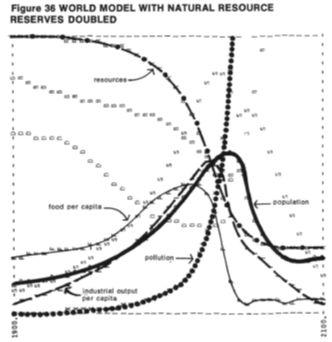 Figure 36 WORLD MODEL WITH NATURAL RESOURCE
RESERVES DOUBLED
resources
food per capita
population
pollution
industrial output
per capita
1900
2100